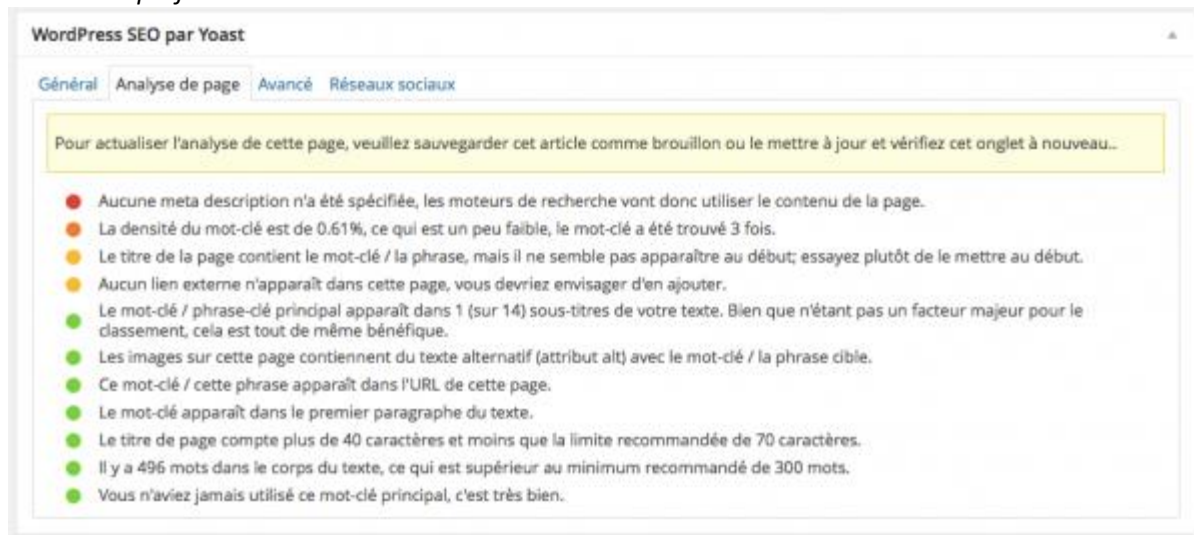 WordPress SEO par Yoast
Général Analyse de page Avancé Réseaux sociaux
Pour actualiser l'analyse de cette page, veuillez sauvegarder cet article comme brouillon ou le mettre à jour et vérifiez cet onglet à nouveau..
Aucune meta description n'a été spécifiée, les moteurs de recherche vont donc utiliser le contenu de la page.
La densité du mot-clé est de 0.61%, ce qui est un peu faible, le mot-clé a été trouvé 3 fois.
Le titre de la page contient le mot-clé / la phrase, mais il ne semble pas apparaître au début; essayez plutôt de le mettre au début.
Aucun lien externe n'apparaît dans cette page, vous devriez envisager d'en ajouter.
Le mot-clé / phrase-clé principal apparaît dans 1 (sur 14) sous-titres de votre texte. Bien que n'étant pas un facteur majeur pour le
classement, cela est tout de même bénéfique.
Les images sur cette page contiennent du texte alternatif (attribut alt) avec le mot-clé / la phrase cible.
Ce mot-clé / cette phrase apparaît dans l'URL de cette page.
Le mot-clé apparaît dans le premier paragraphe du texte.
Le titre de page compte plus de 40 caractères et moins que la limite recommandée de 70 caractères.
Il y a 496 mots dans le corps du texte, ce qui est supérieur au minimum recommandé de 300 mots.
Vous n'aviez jamais utilisé ce mot-clé principal, c'est très bien.